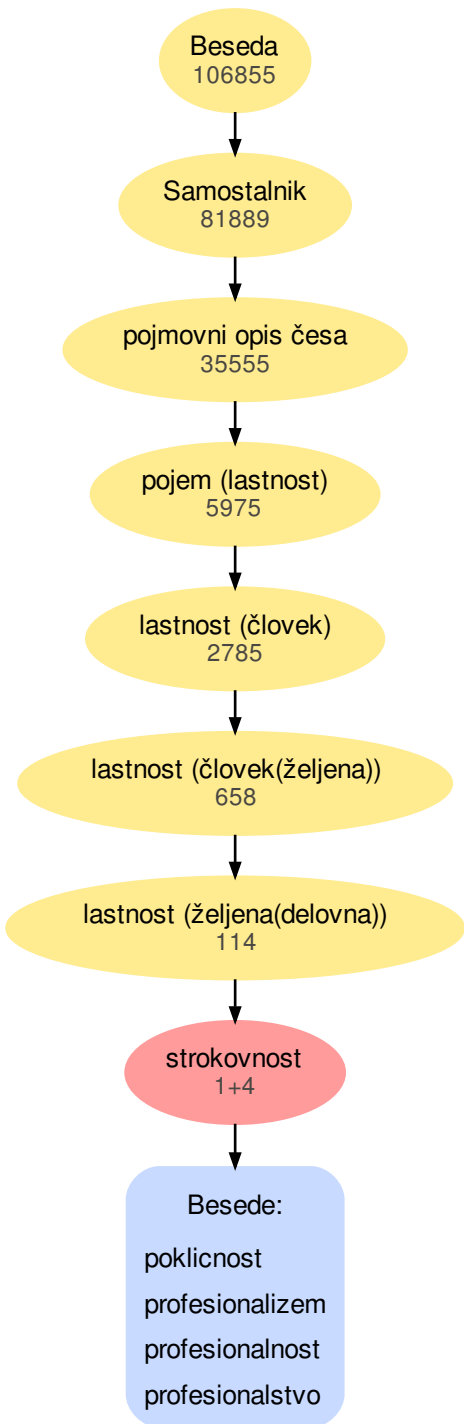 Beseda
106855
Samostalnik
81889
pojmovni opis česa
35555
pojem (lastnost)
5975
lastnost (človek)
2785
lastnost (človek(željena))
658
lastnost (željena(delovna))
114
strokovnost
1+4
Besede:
poklicnost
profesionalizem
profesionalnost
profesionalstvo